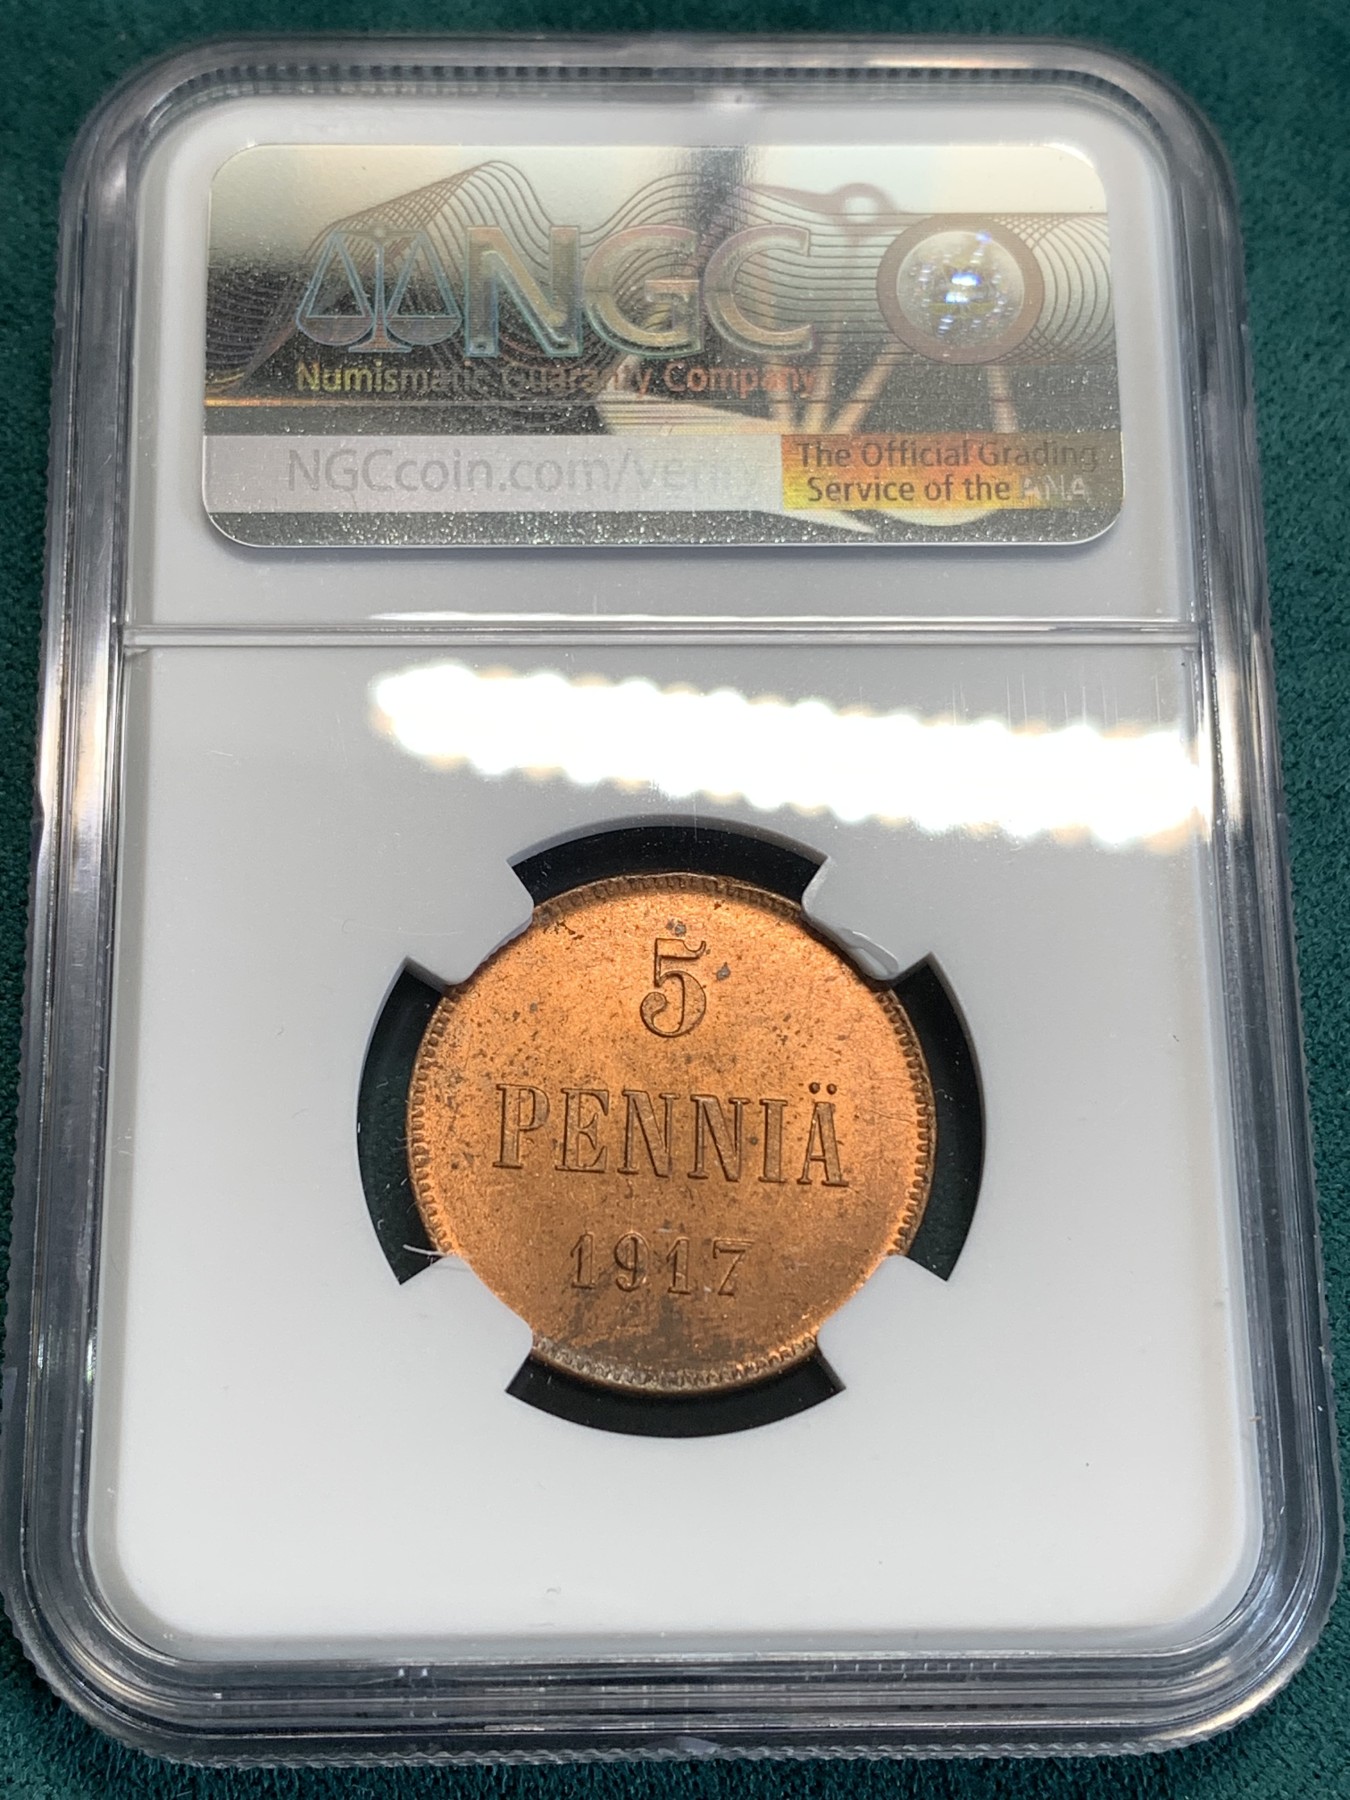 NGC
Numismatic Guaranty Company
NGCcoin.com/verify
The Official Grading
Service of the ANA
5
PENNIÄ
1917